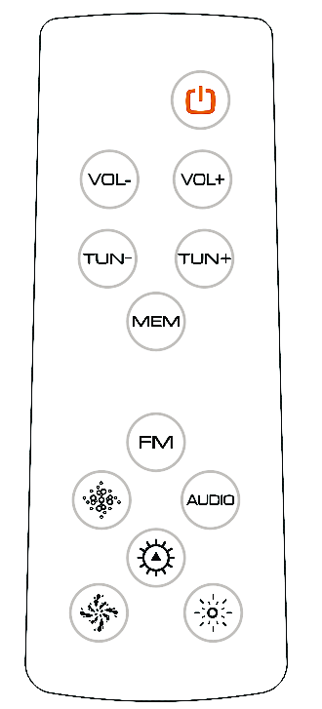 VOL- VOL+
TUN- TUN+
MEM
FM
AUDIO